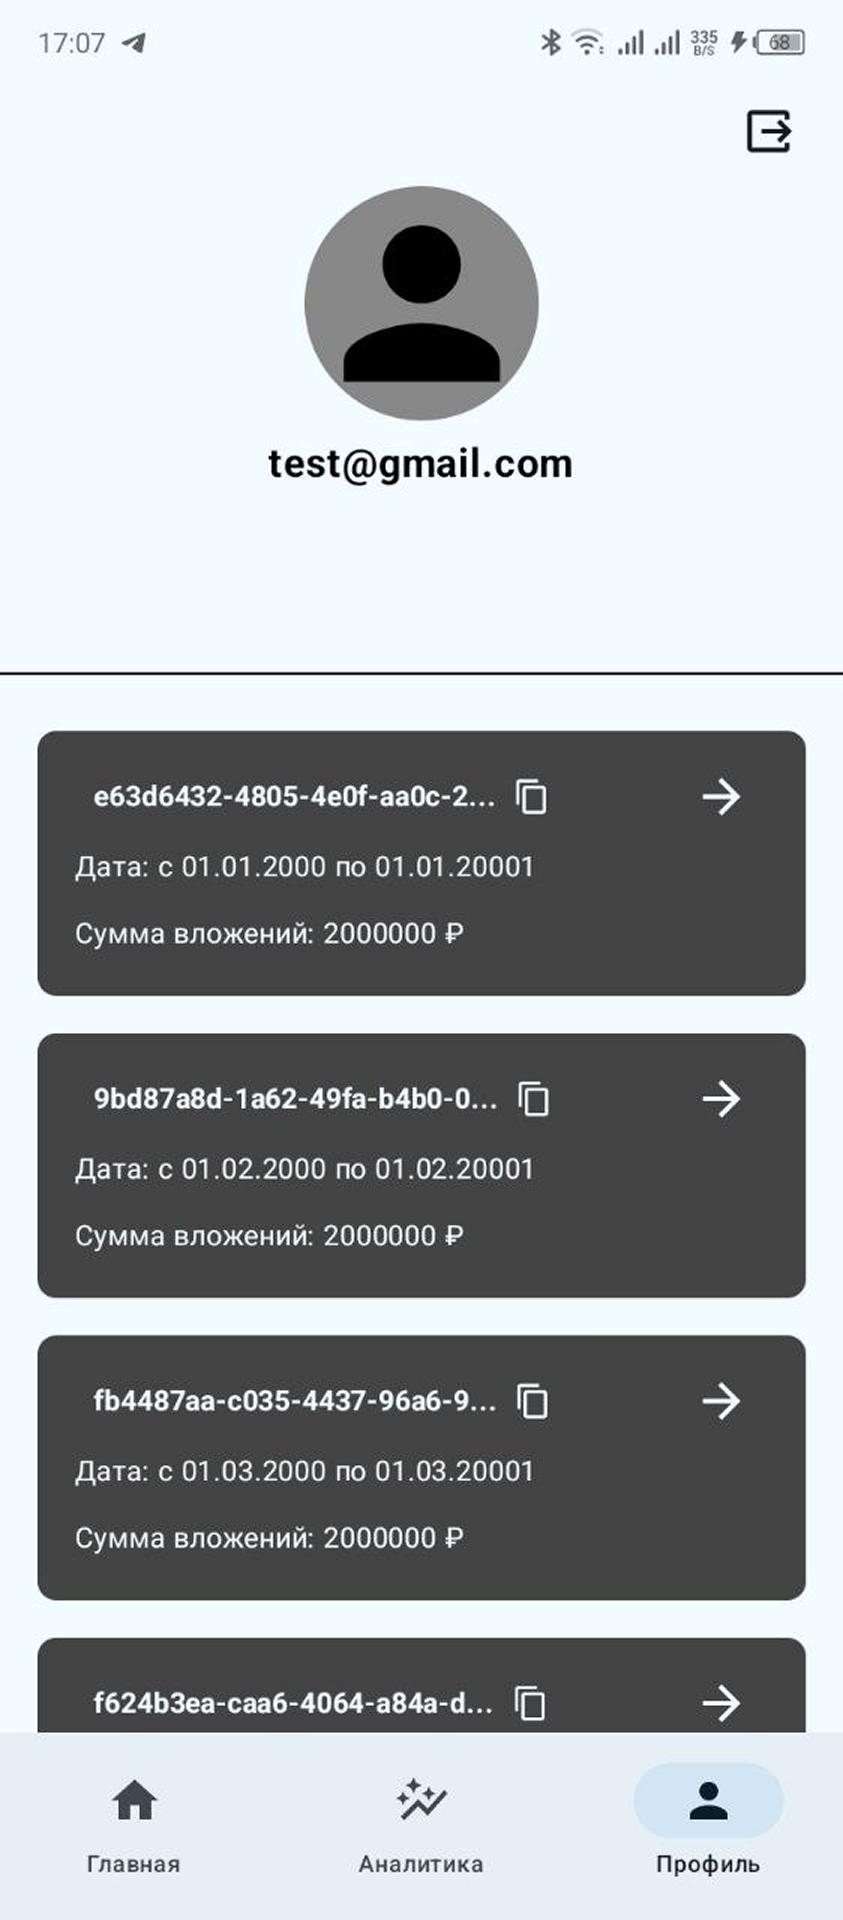 17:07
335
B/S
68
test@gmail.com
e63d6432-4805-4e0f-aa0c-2...
Дата: с 01.01.2000 по 01.01.20001
Сумма вложений: 2000000 ₽
9bd87a8d-1a62-49fa-b4b0-0...
Дата: с 01.02.2000 по 01.02.20001
Сумма вложений: 2000000 ₽
fb4487aa-c035-4437-96a6-9...
Дата: с 01.03.2000 по 01.03.20001
Сумма вложений: 2000000 ₽
f624b3ea-caa6-4064-a84a-d...
Главная
Аналитика
Профиль